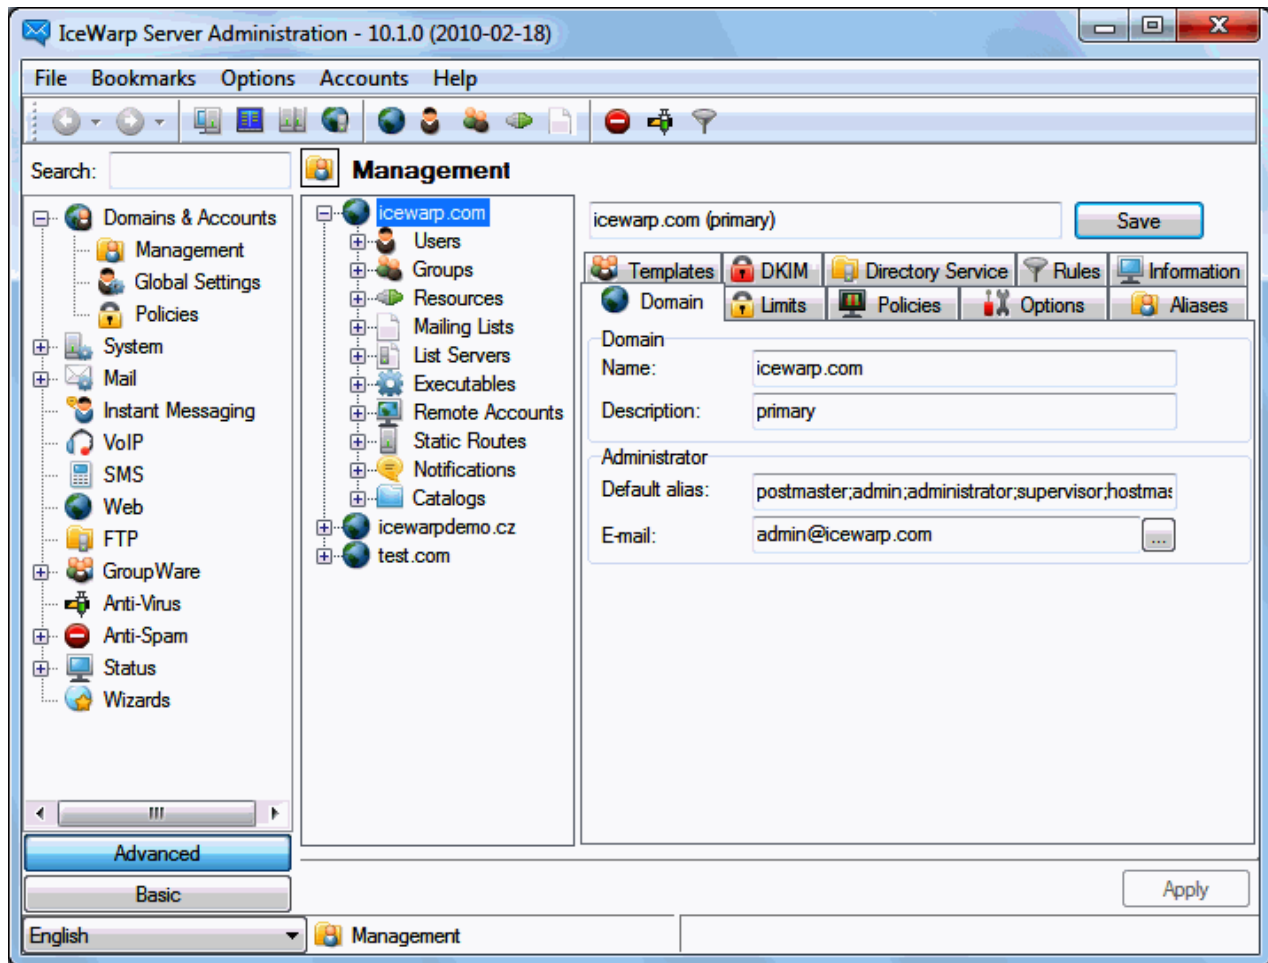 IceWarp Server Administration - 10.1.0 (2010-02-18)
File Bookmarks Options Accounts Help
Search:
Management
Domains & Accounts
Management
Global Settings
Policies
System
Mail
Instant Messaging
VoIP
SMS
Web
FTP
GroupWare
Anti-Virus
Anti-Spam
Status
Wizards
Advanced
Basic
English
icewarp.com
Users
Groups
Resources
Mailing Lists
List Servers
Executables
Remote Accounts
Static Routes
Notifications
Catalogs
icewarpdemo.cz
test.com
icewarp.com (primary)
Save
Templates DKIM Directory Service Rules Information
Domain Limits Policies Options Aliases
Domain
Name: icewarp.com
Description: primary
Administrator
Default alias: postmaster;admin;administrator;supervisor;hostmas
E-mail: admin@icewarp.com ...
Apply
Management